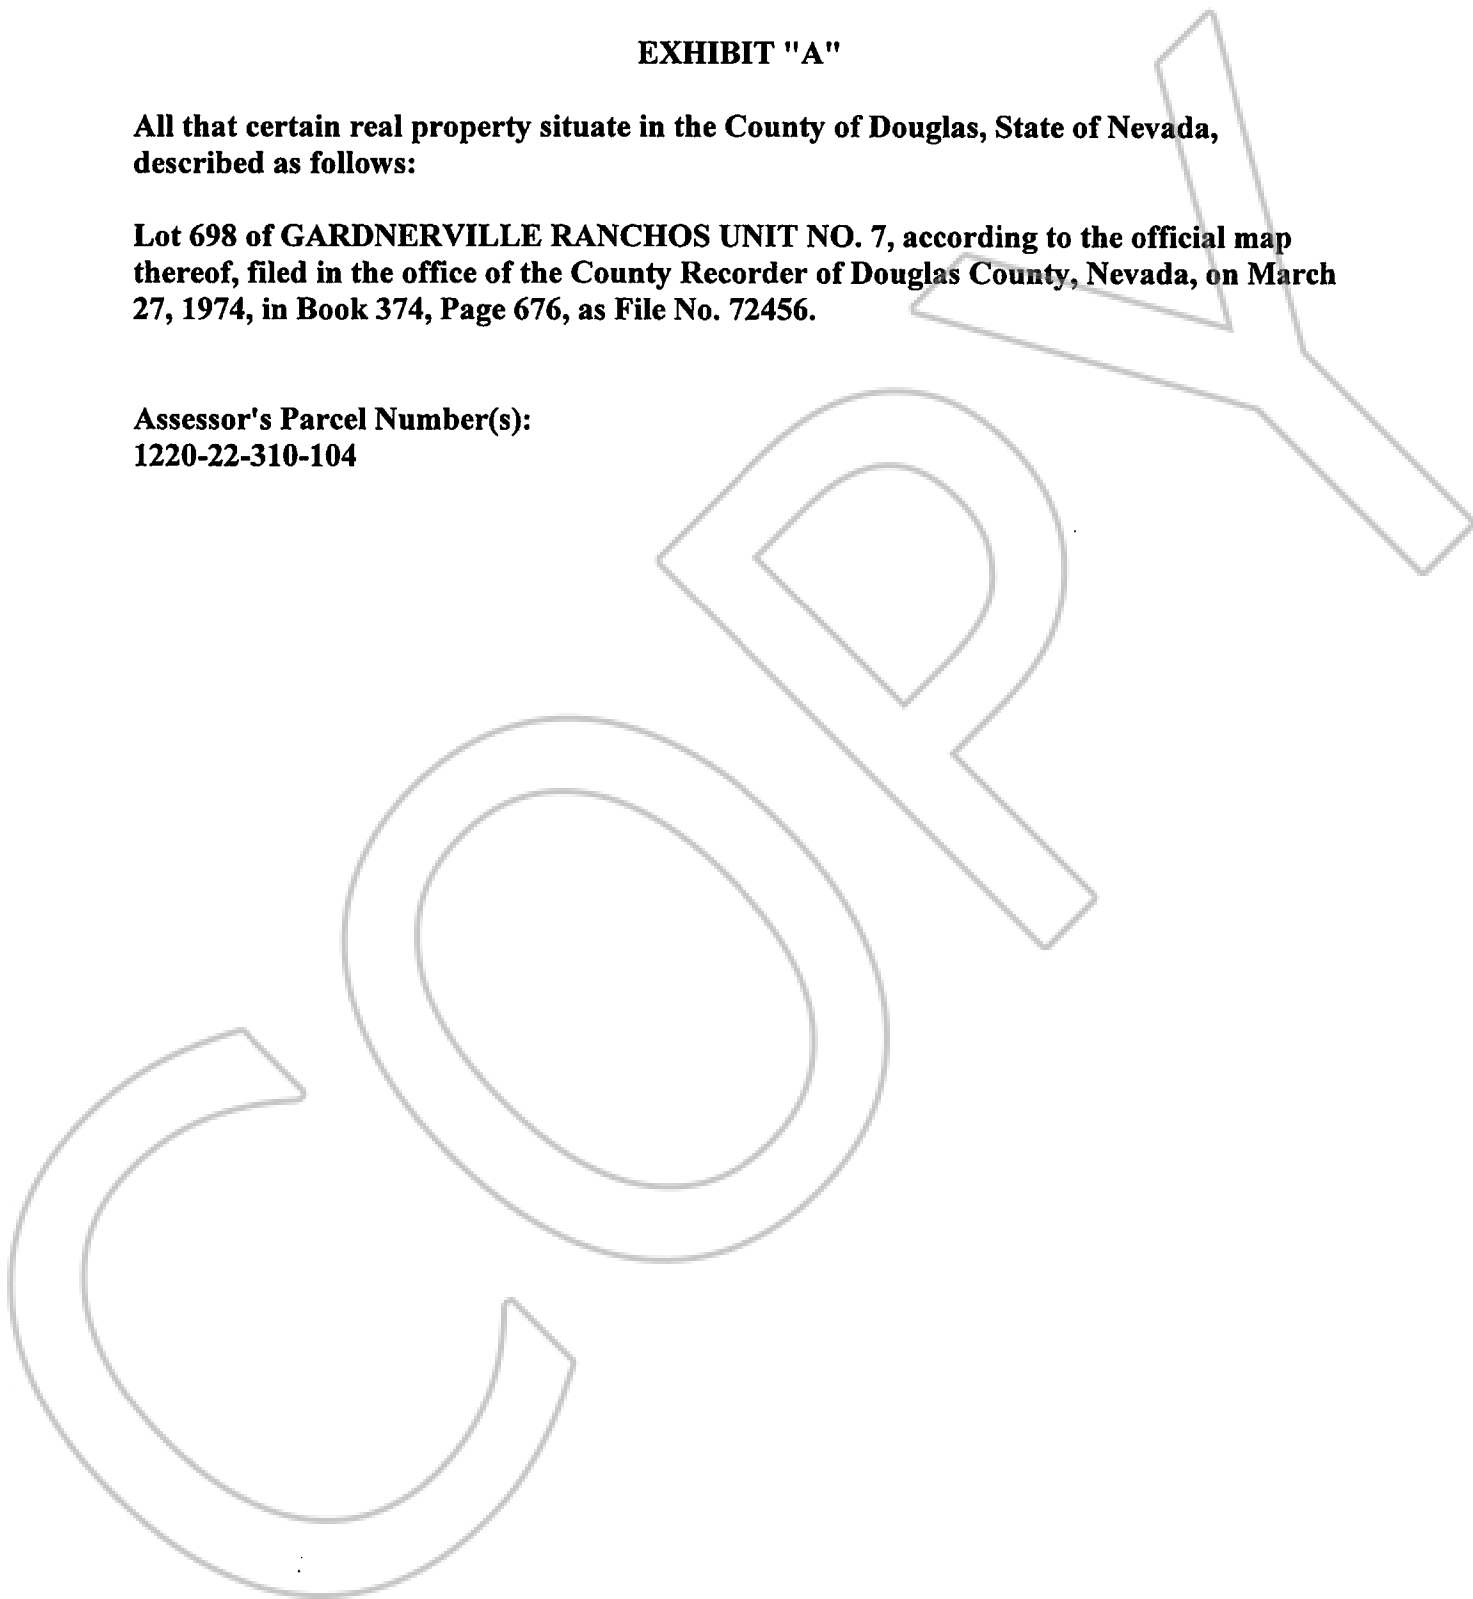 EXHIBIT "A"
All that certain real property situate in the County of Douglas, State of Nevada,
described as follows:
Lot 698 of GARDNERVILLE RANCHOS UNIT NO. 7, according to the official map
thereof, filed in the office of the County Recorder of Douglas County, Nevada, on March
27, 1974, in Book 374, Page 676, as File No. 72456.
Assessor's Parcel Number(s):
1220-22-310-104
COPY